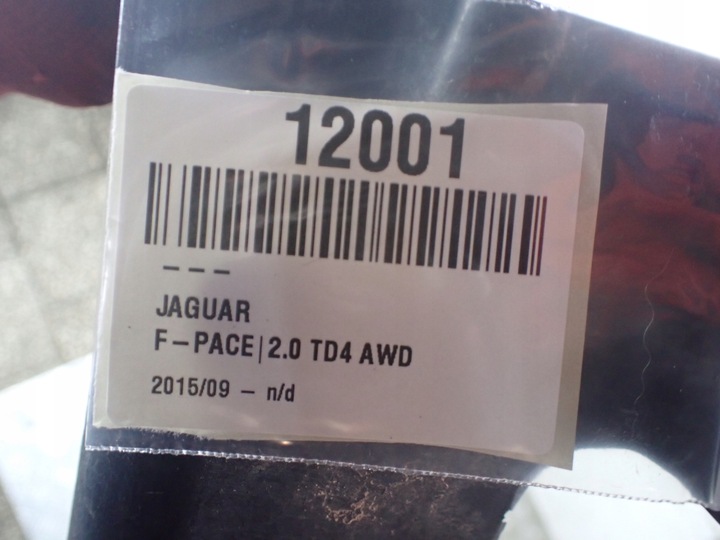 12001
– – –
JAGUAR
F-PACE|2.0 TD4 AWD
2015/09 – n/d